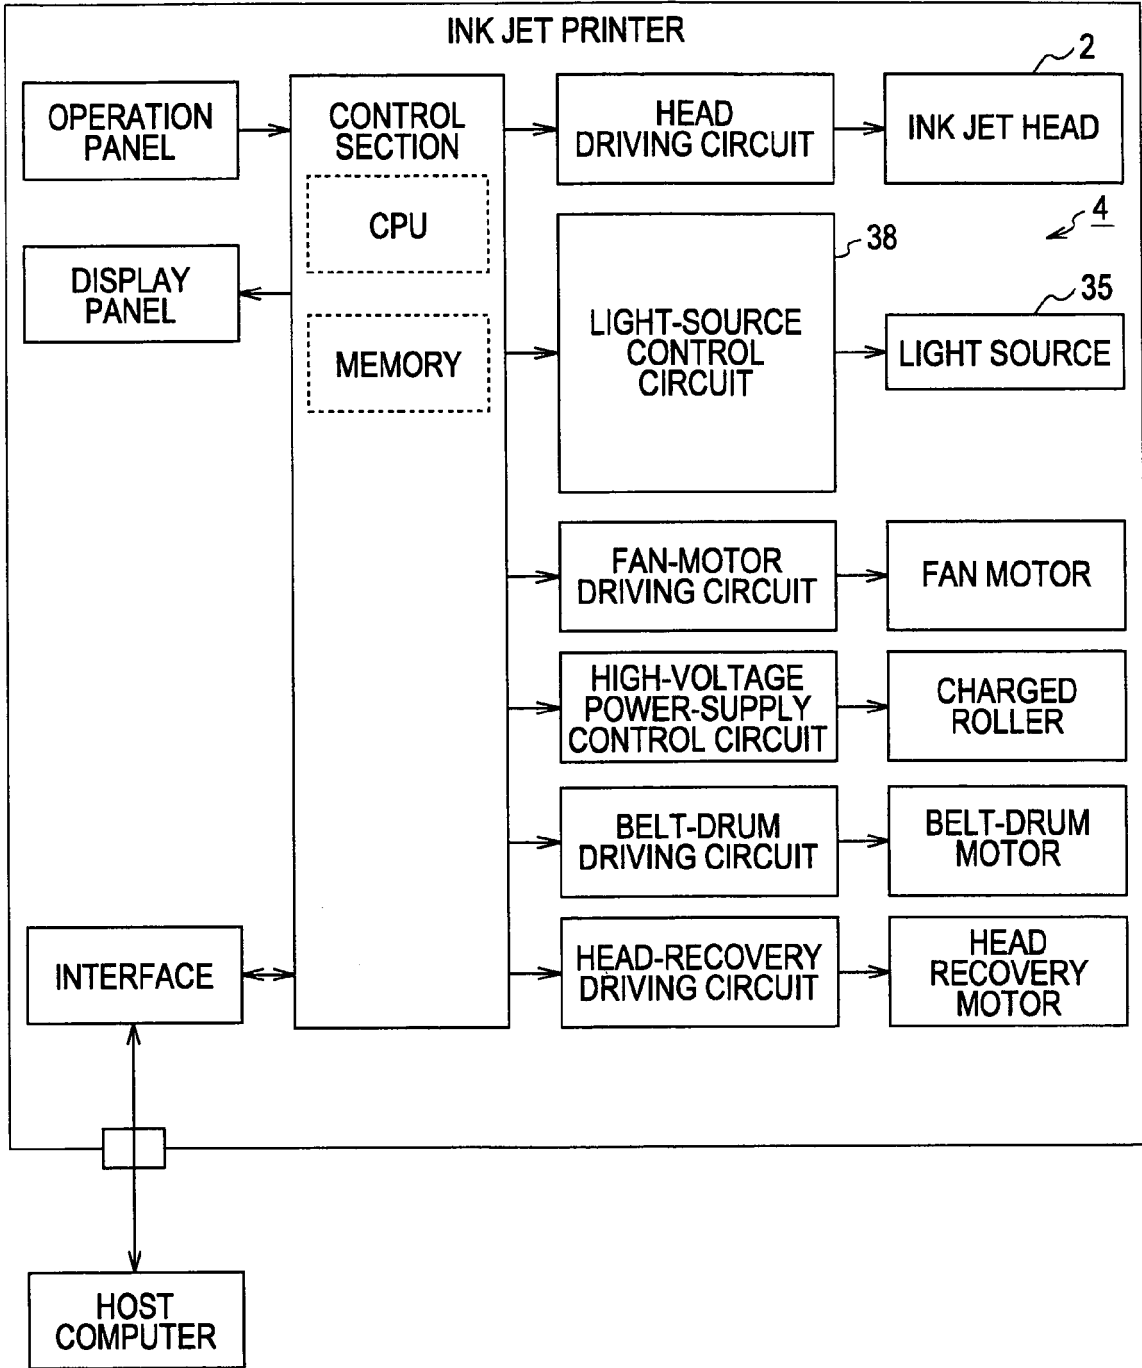 INK JET PRINTER
2
OPERATION
PANEL
CONTROL
SECTION
HEAD
DRIVING CIRCUIT
INK JET HEAD
CPU
4
38
DISPLAY
PANEL
35
MEMORY
LIGHT-SOURCE
CONTROL
CIRCUIT
LIGHT SOURCE
FAN-MOTOR
DRIVING CIRCUIT
FAN MOTOR
HIGH-VOLTAGE
POWER-SUPPLY
CONTROL CIRCUIT
CHARGED
ROLLER
BELT-DRUM
DRIVING CIRCUIT
BELT-DRUM
MOTOR
INTERFACE
HEAD-RECOVERY
DRIVING CIRCUIT
HEAD
RECOVERY
MOTOR
HOST
COMPUTER